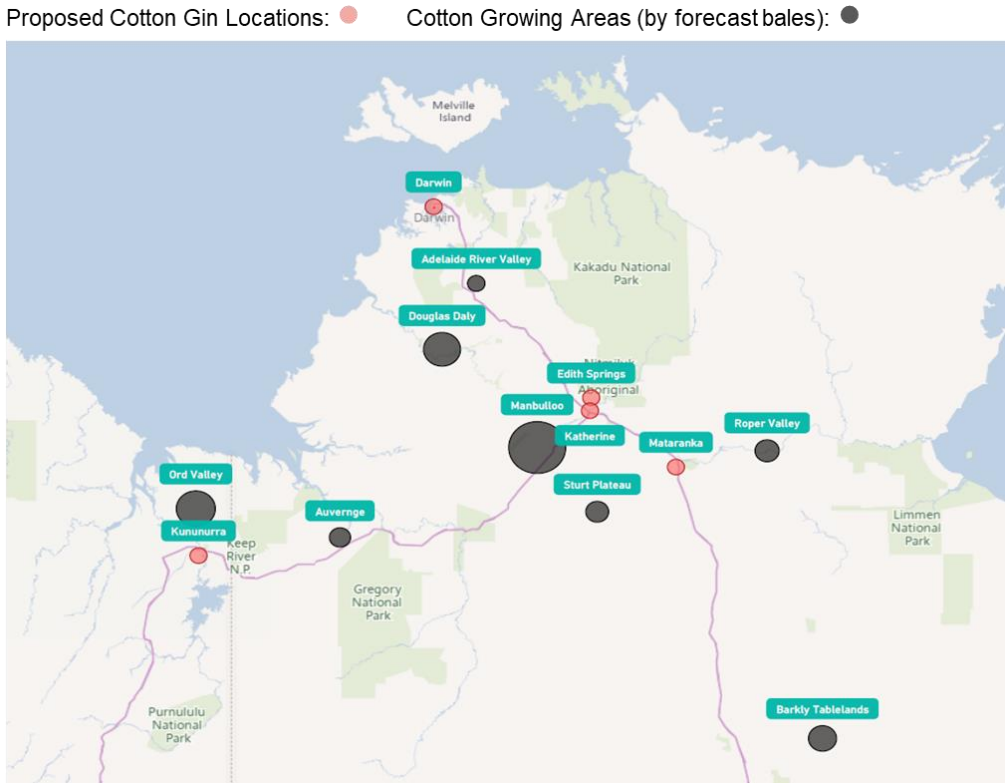 Proposed Cotton Gin Locations:
Cotton Growing Areas (by forecast bales):
Melville
Island
Darwin
Darwin
Adelaide River Valley
Kakadu National
Park
Douglas Daly
Nitmiluk
Edith Springs
Aboriginal
Manbulloo
Katherine
Mataranka
Roper Valley
Ord Valley
Sturt Plateau
Auvernge
Kununurra
Keep
River
N.P.
Limmen
National
Park
Gregory
National
Park
Purnululu
National
Park
Barkly Tablelands